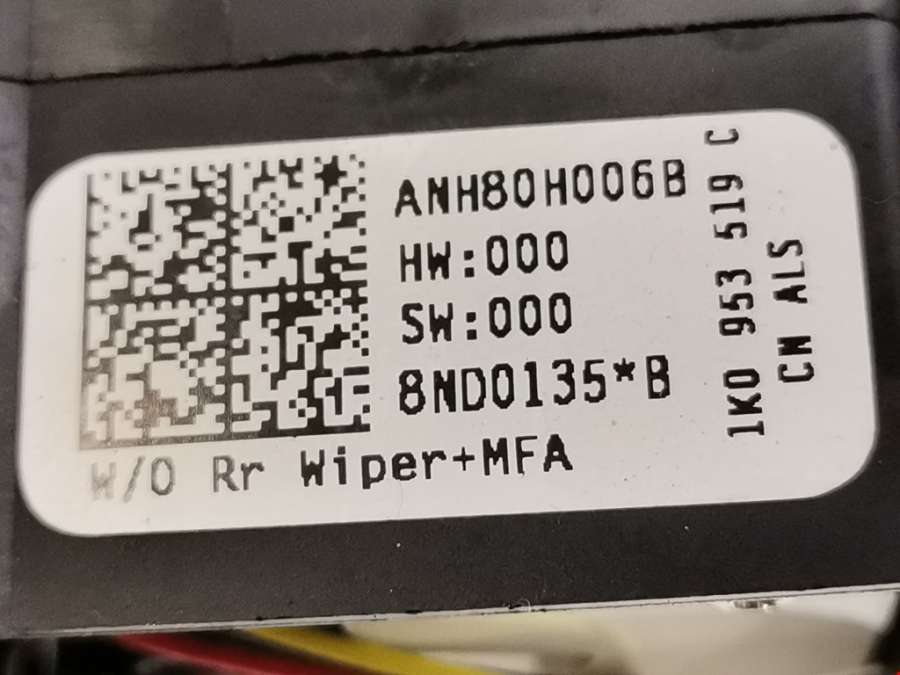 ANH80H006B
HW:000
SW:000
8ND0135*B
W/O Rr Wiper+MFA
1K0 953 519 C
CM ALS